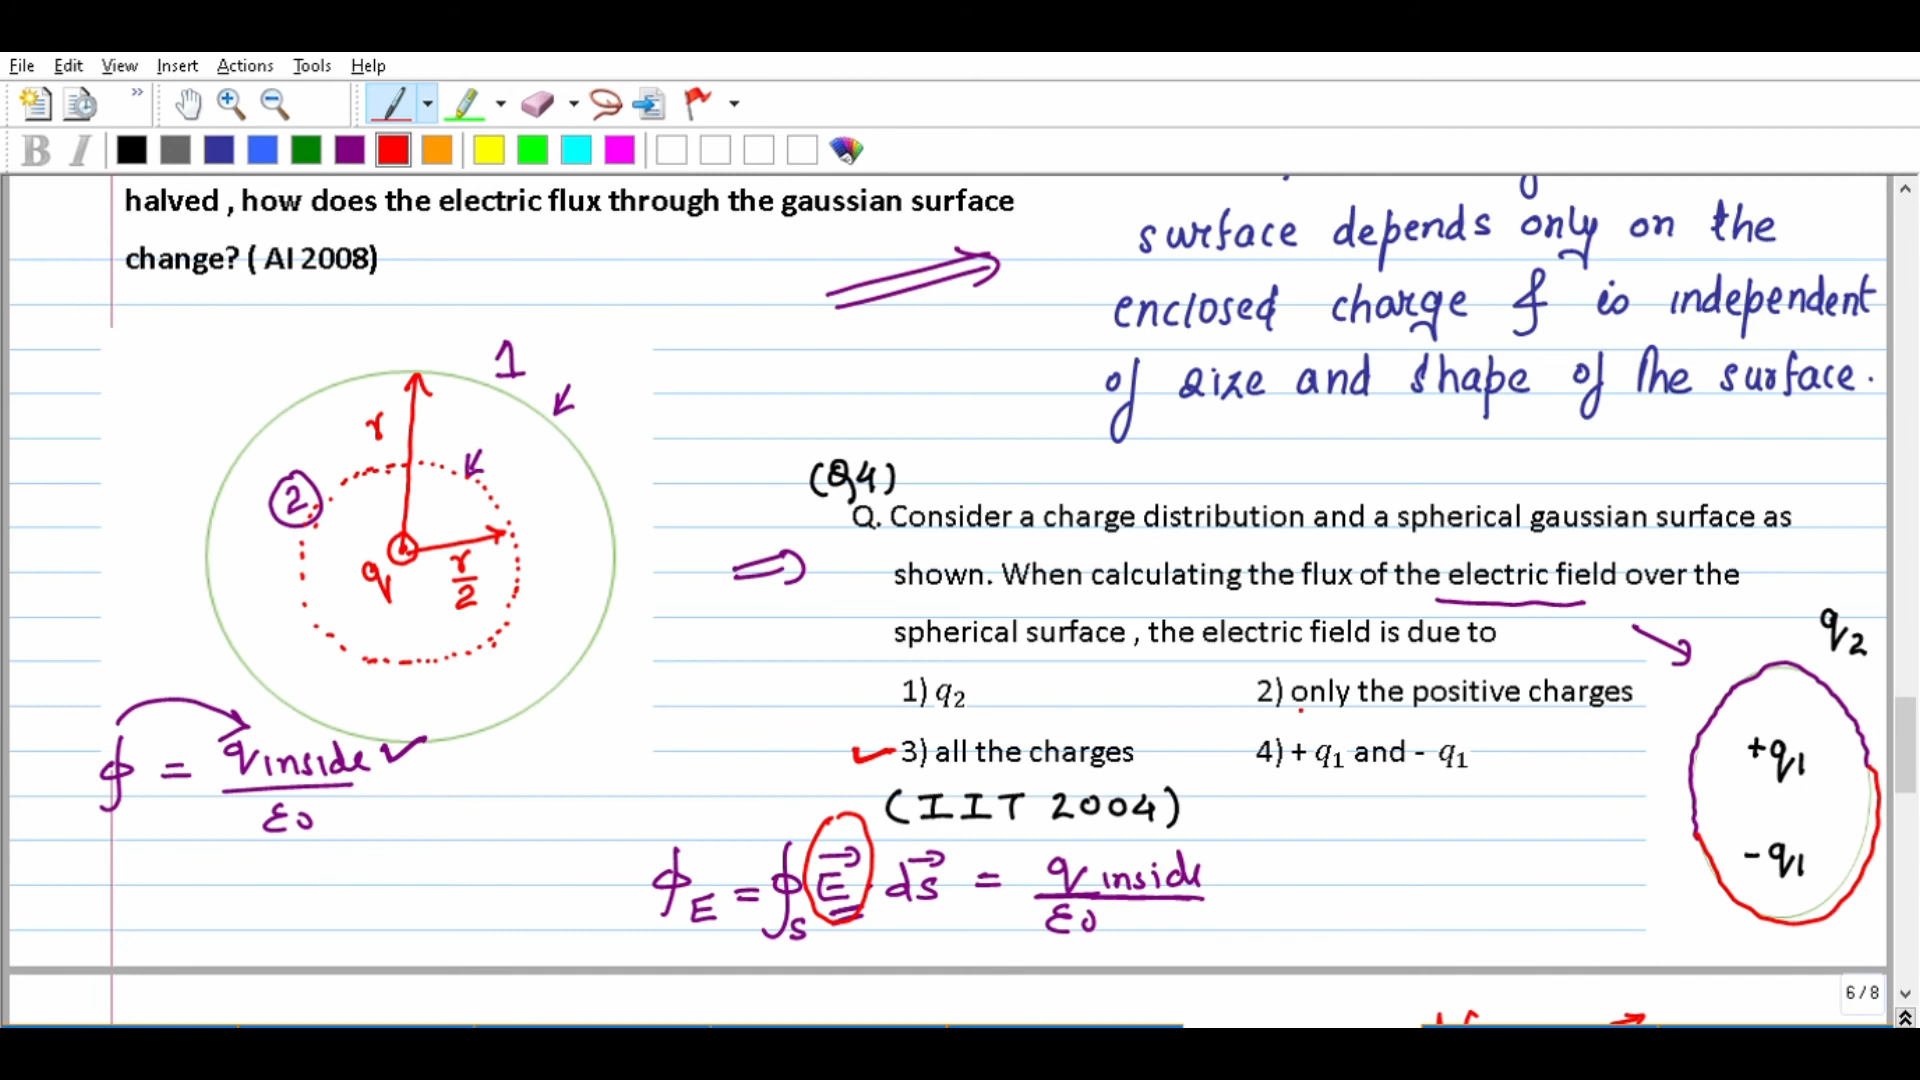 File Edit View Insert Actions Tools Help
B I
halved , how does the electric flux through the gaussian surface
change? ( AI 2008)
surface depends only on the
enclosed charge & is independent
of size and shape of the surface.
1
r
2
q
r/2
ϕ = q inside / ε0
(Q4)
Q. Consider a charge distribution and a spherical gaussian surface as
shown. When calculating the flux of the electric field over the
spherical surface , the electric field is due to
1) q2 2) only the positive charges
3) all the charges 4) + q1 and - q1
(IIT 2004)
ϕE = ∮S E⃗ dS⃗ = q inside / ε0
q2
+q1
-q1
6 / 8